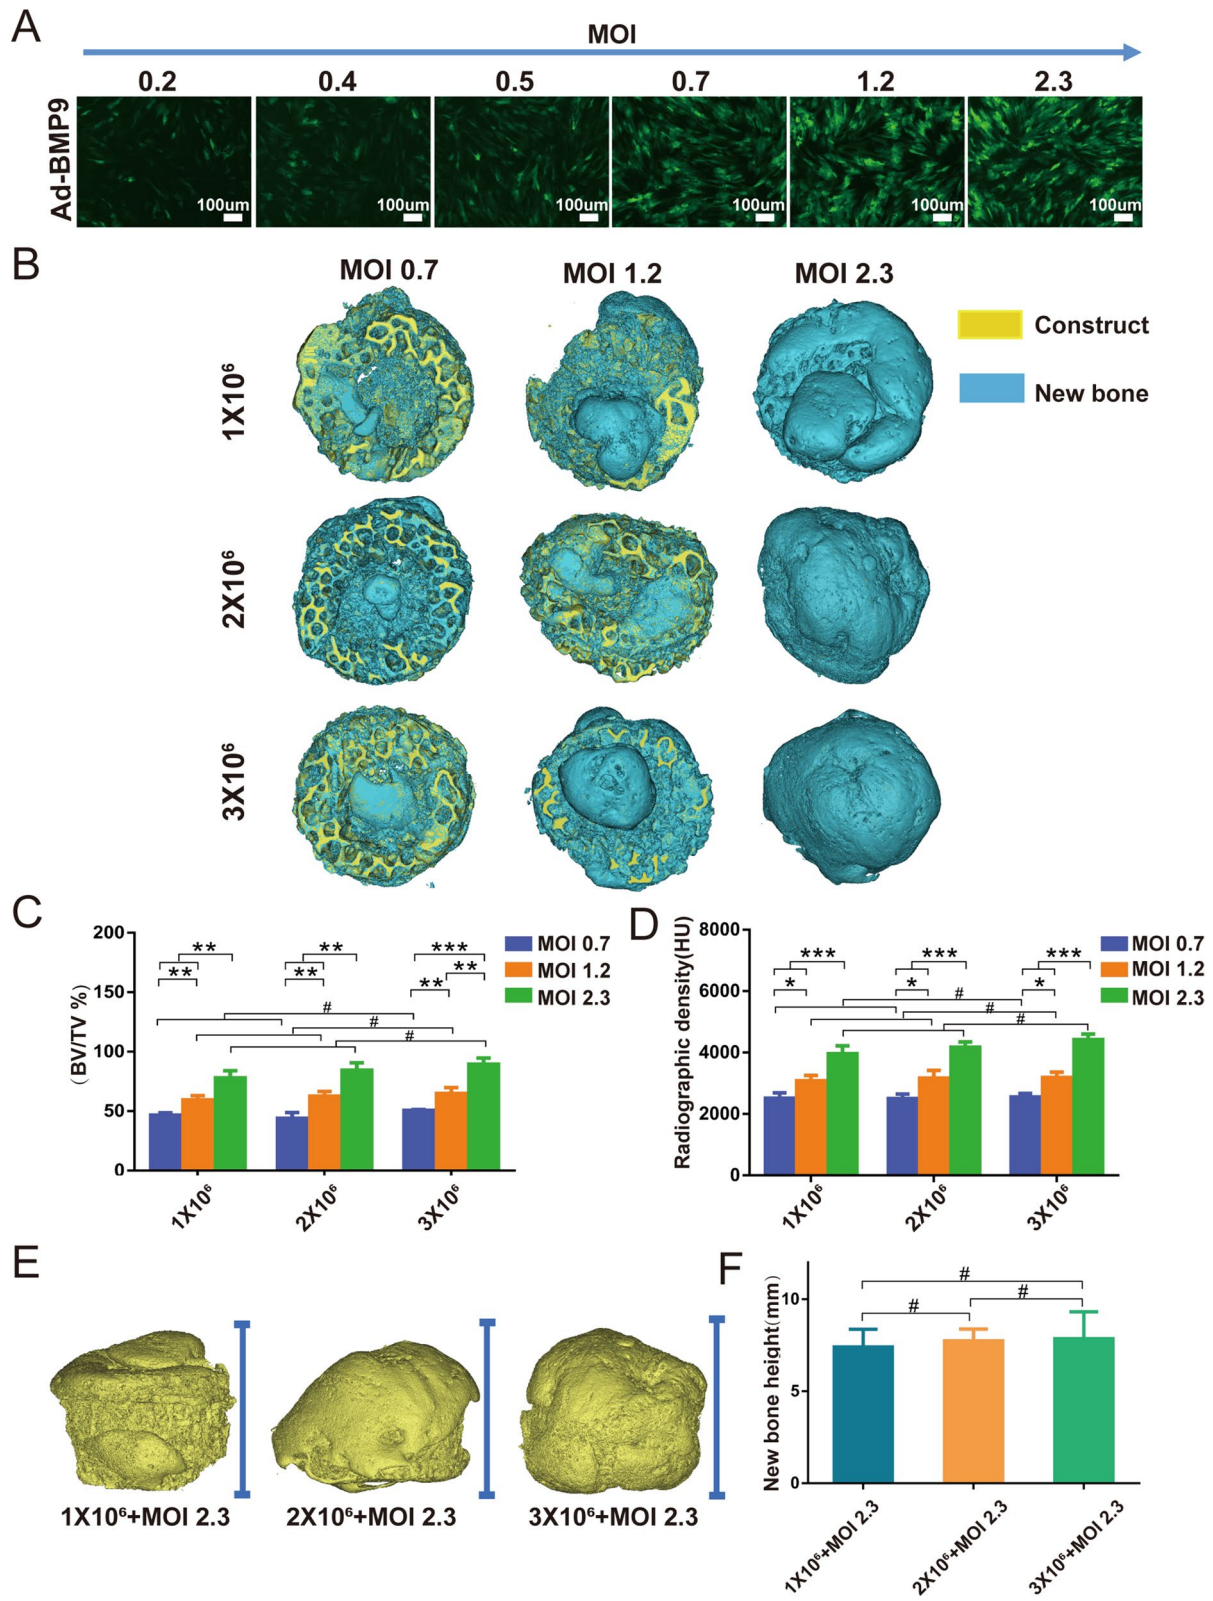 A
MOI
0.2 0.4 0.5 0.7 1.2 2.3
Ad-BMP9
100um 100um 100um 100um 100um 100um
B
MOI 0.7 MOI 1.2 MOI 2.3
Construct
New bone
1X10⁶
2X10⁶
3X10⁶
C
(BV/TV %)
200
150
100
50
0
MOI 0.7
MOI 1.2
MOI 2.3
** ** ***
** ** ** **
#
#
#
1X10⁶ 2X10⁶ 3X10⁶
D
Radiographic density(HU)
8000
6000
4000
2000
0
MOI 0.7
MOI 1.2
MOI 2.3
*** *** ***
* * *
#
#
#
1X10⁶ 2X10⁶ 3X10⁶
E
1X10⁶+MOI 2.3 2X10⁶+MOI 2.3 3X10⁶+MOI 2.3
F
New bone height(mm)
10
5
0
#
#
#
1X10⁶+MOI 2.3 2X10⁶+MOI 2.3 3X10⁶+MOI 2.3